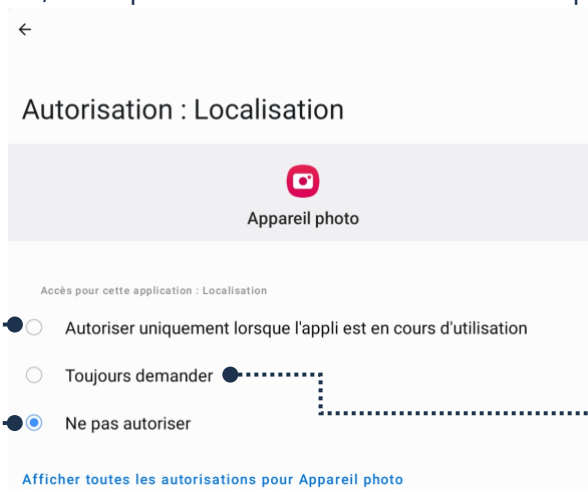 Autorisation : Localisation
Appareil photo
Accès pour cette application : Localisation
Autoriser uniquement lorsque l'appli est en cours d'utilisation
Toujours demander
Ne pas autoriser
Afficher toutes les autorisations pour Appareil photo